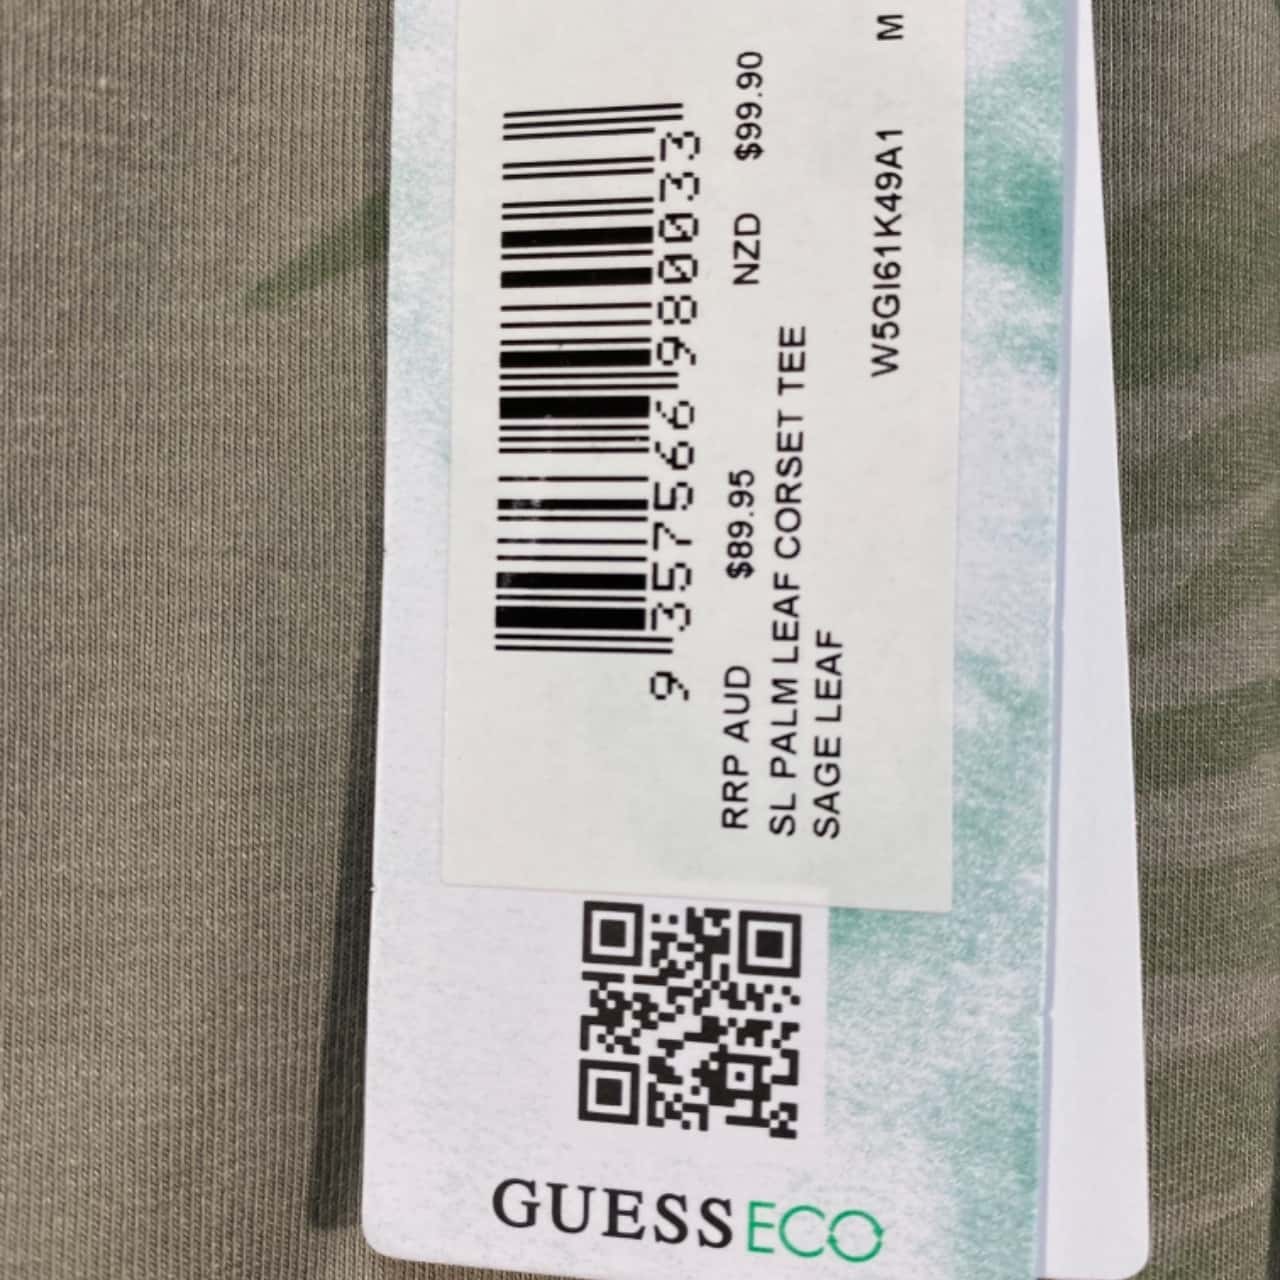 9 357566 980033
RRP AUD $89.95 NZD $99.90
SL PALM LEAF CORSET TEE
SAGE LEAF
W5GI61K49A1 M
GUESS ECO